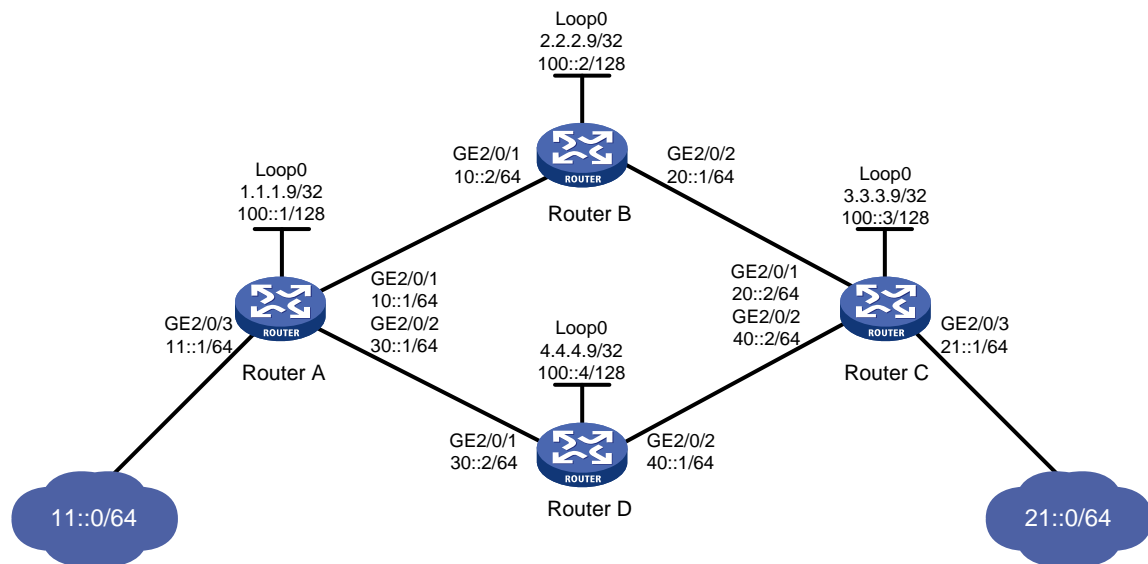 Loop0
2.2.2.9/32
100::2/128
ROUTER
GE2/0/1
10::2/64
GE2/0/2
20::1/64
Router B
Loop0
1.1.1.9/32
100::1/128
Loop0
3.3.3.9/32
100::3/128
ROUTER
GE2/0/3
11::1/64
GE2/0/1
10::1/64
GE2/0/2
30::1/64
Router A
GE2/0/1
20::2/64
GE2/0/2
40::2/64
ROUTER
GE2/0/3
21::1/64
Router C
Loop0
4.4.4.9/32
100::4/128
GE2/0/1
30::2/64
ROUTER
GE2/0/2
40::1/64
Router D
11::0/64
21::0/64